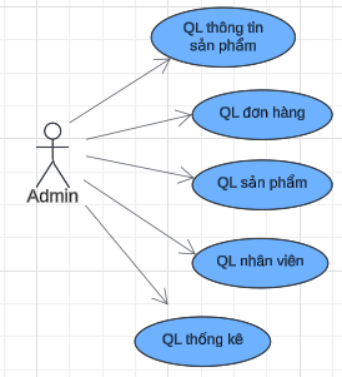 QL thông tin
sản phẩm
QL đơn hàng
QL sản phẩm
Admin
QL nhân viên
QL thống kê